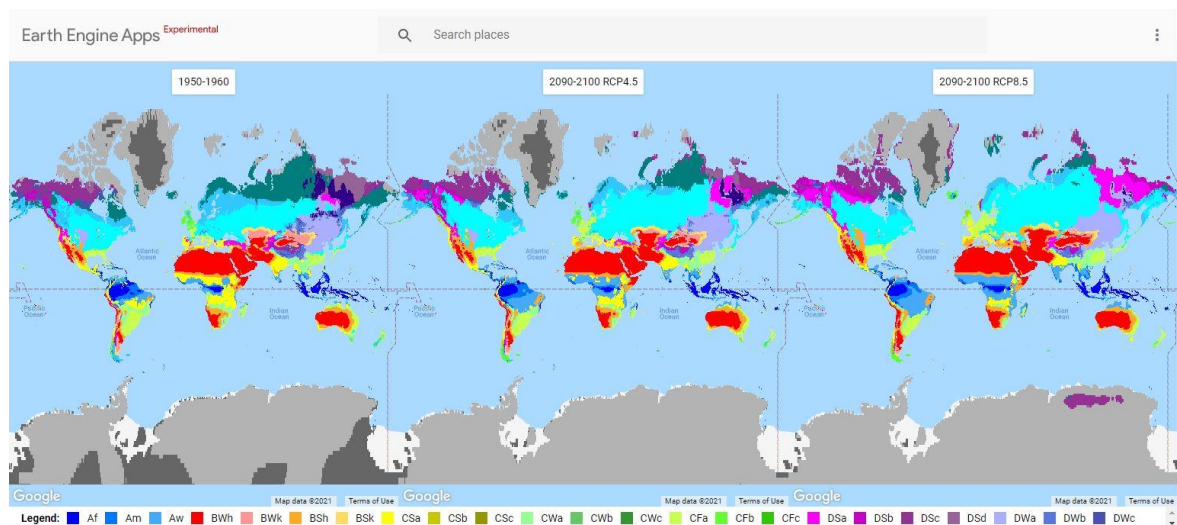 Earth Engine Apps Experimental
Search places
1950-1960
2090-2100 RCP4.5
2090-2100 RCP8.5
Atlantic Ocean
Atlantic Ocean
Atlantic Ocean
Pacific Ocean
Indian Ocean
Pacific Ocean
Indian Ocean
Pacific Ocean
Indian Ocean
Google
Map data ©2021
Terms of Use
Google
Map data ©2021
Terms of Use
Google
Map data ©2021
Terms of Use
Legend: Af Am Aw BWh BWk BSh BSk CSa CSb CSc CWa CWb CWc CFa CFb CFc DSa DSb DSc DSd DWa DWb DWc